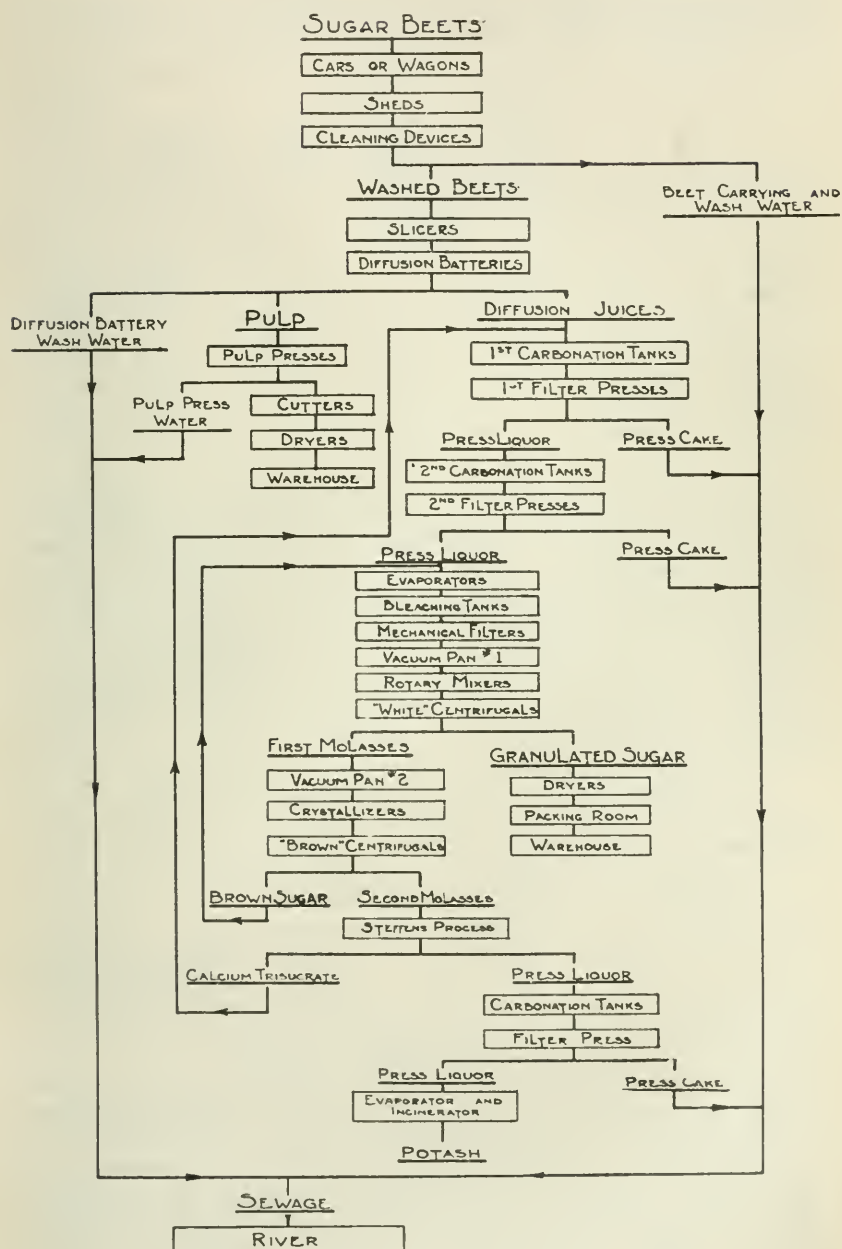 SUGAR BEETS
CARS OR WAGONS
SHEDS
CLEANING DEVICES
WASHED BEETS
BEET CARRYING AND
WASH WATER
SLICERS
DIFFUSION BATTERIES
DIFFUSION BATTERY
WASH WATER
PULP
DIFFUSION JUICES
PULP PRESSES
1ST CARBONATION TANKS
1ST FILTER PRESSES
PULP PRESS
WATER
CUTTERS
DRYERS
WAREHOUSE
PRESS LIQUOR
PRESS CAKE
2ND CARBONATION TANKS
2ND FILTER PRESSES
PRESS LIQUOR
PRESS CAKE
EVAPORATORS
BLEACHING TANKS
MECHANICAL FILTERS
VACUUM PAN #1
ROTARY MIXERS
"WHITE" CENTRIFUGALS
FIRST MOLASSES
GRANULATED SUGAR
VACUUM PAN #2
DRYERS
CRYSTALLIZERS
PACKING ROOM
"BROWN" CENTRIFUGALS
WAREHOUSE
BROWN SUGAR
SECOND MOLASSES
STEFFENS PROCESS
CALCIUM TRISUCRATE
PRESS LIQUOR
CARBONATION TANKS
FILTER PRESS
PRESS LIQUOR
PRESS CAKE
EVAPORATOR AND
INCINERATOR
POTASH
SEWAGE
RIVER